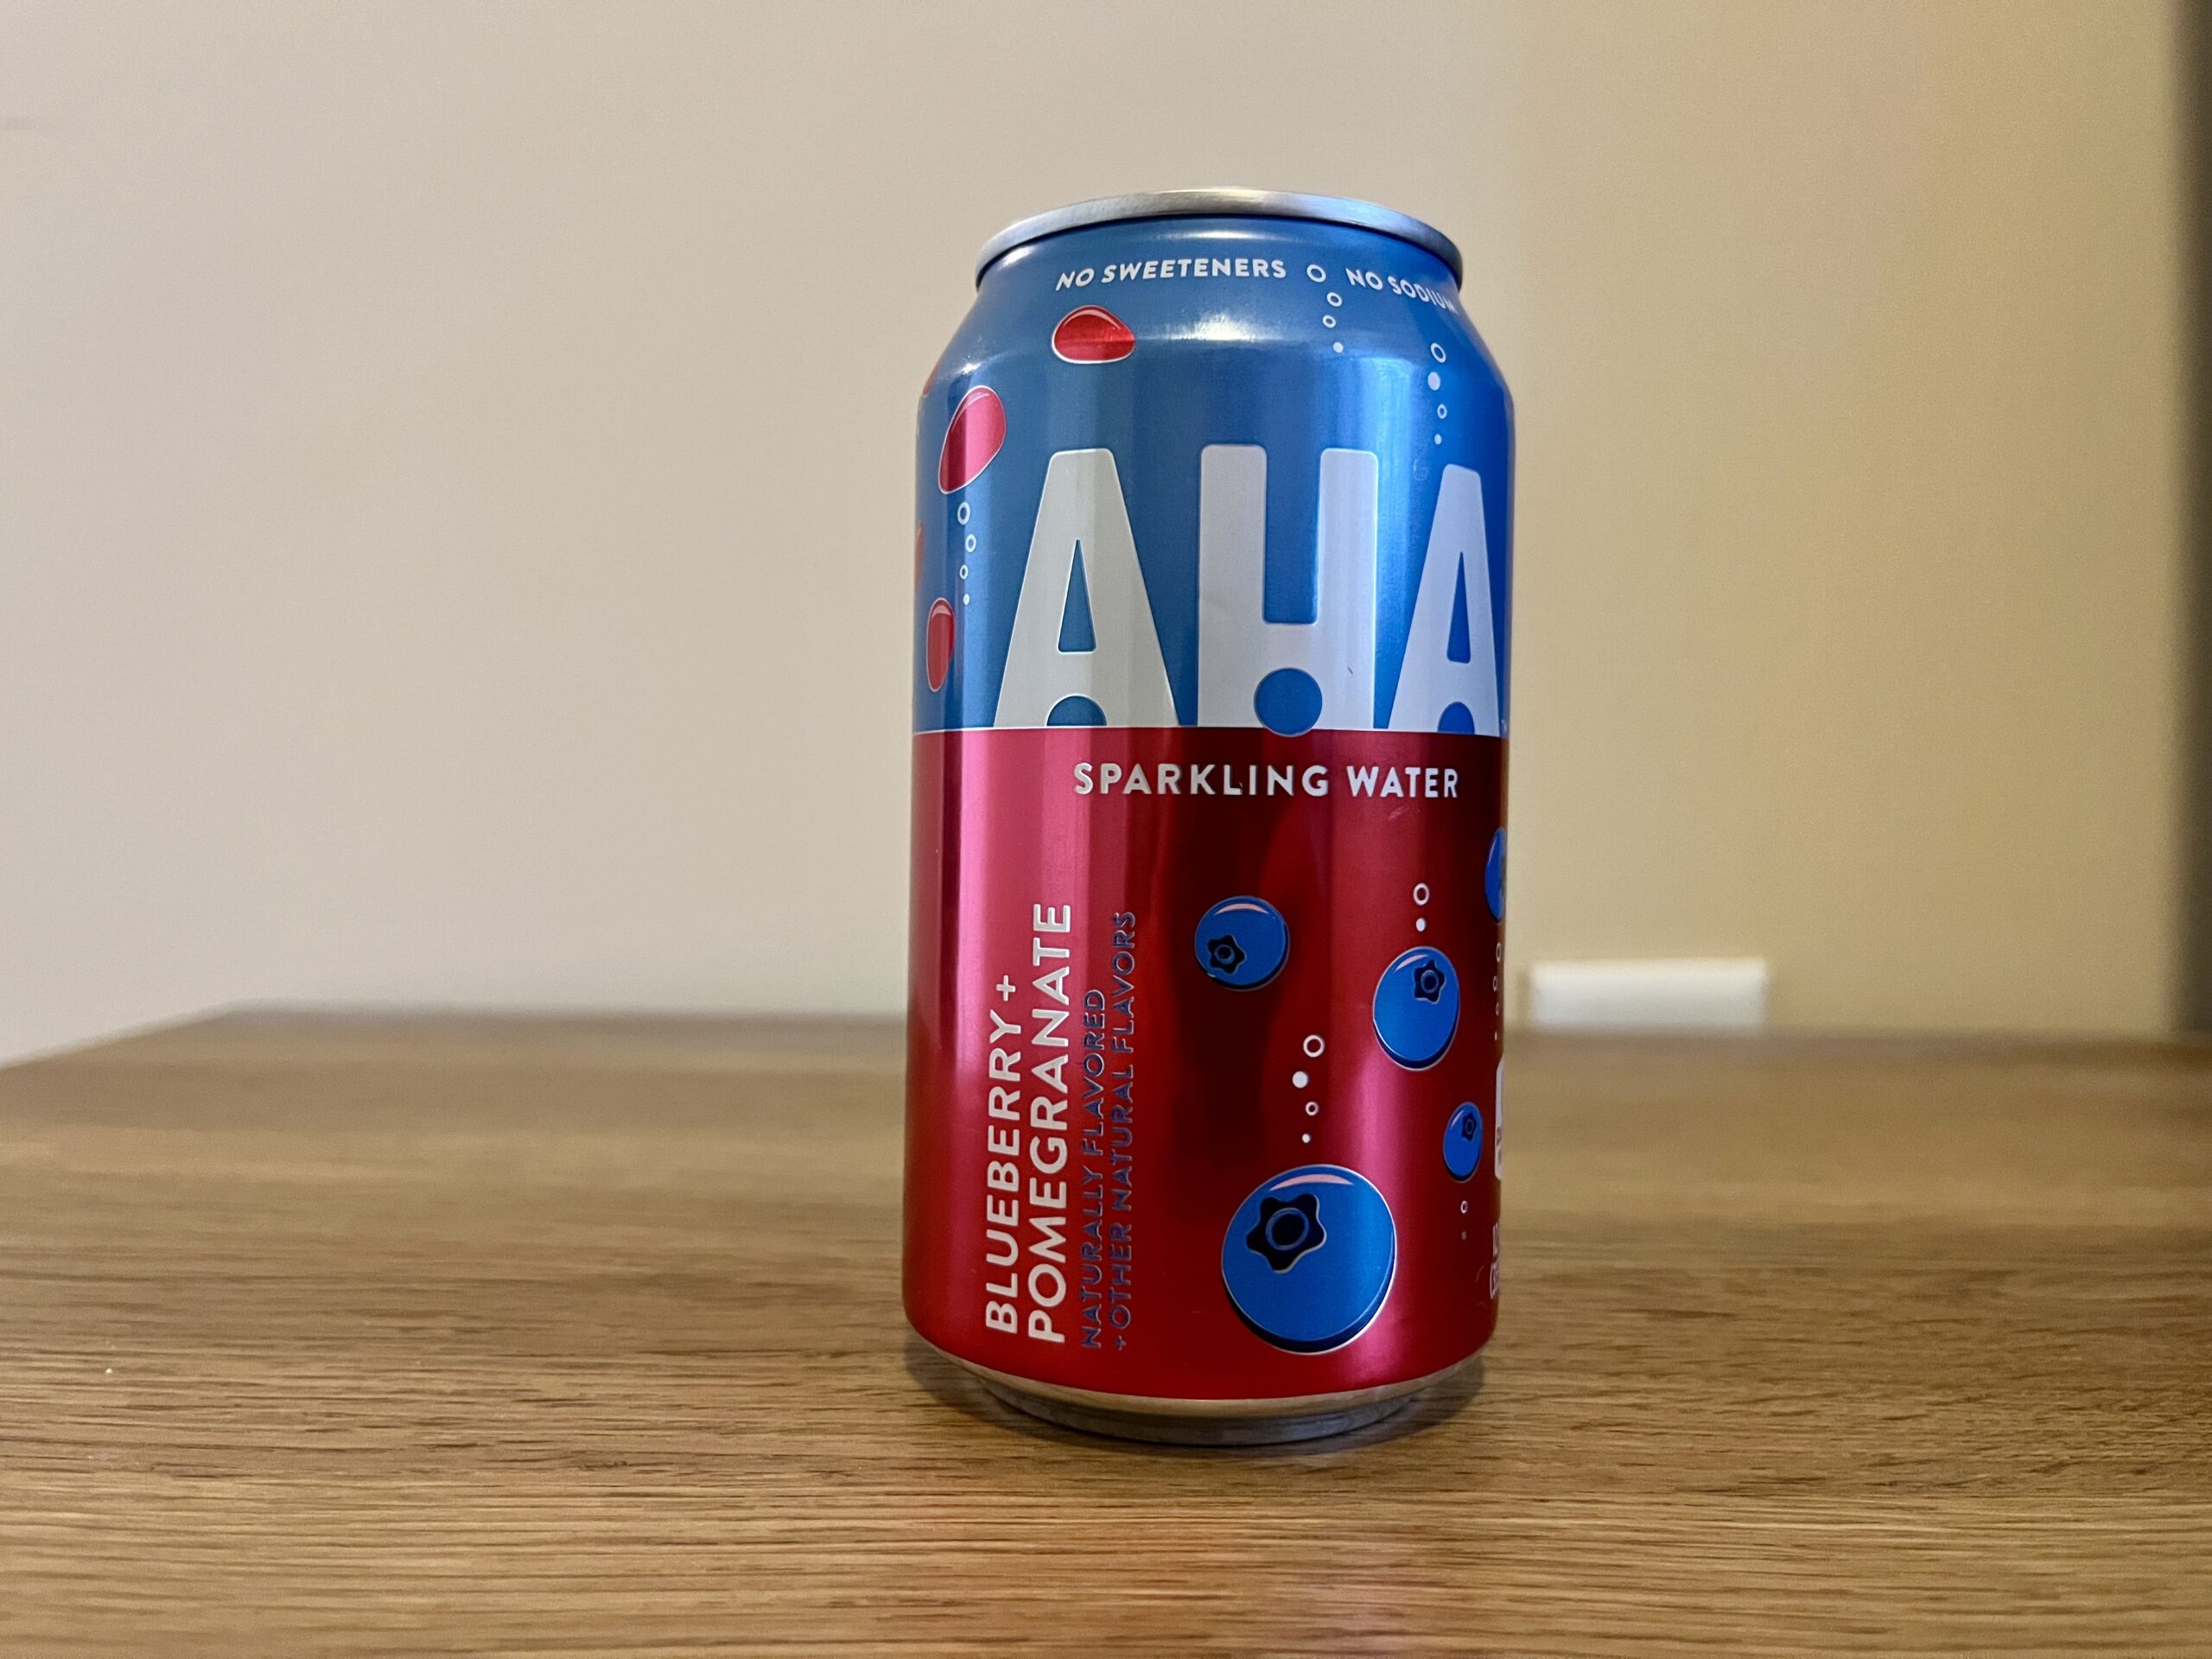 NO SWEETENERS NO SODIUM
AHA
SPARKLING WATER
BLUEBERRY +
POMEGRANATE
NATURALLY FLAVORED
+ OTHER NATURAL FLAVORS